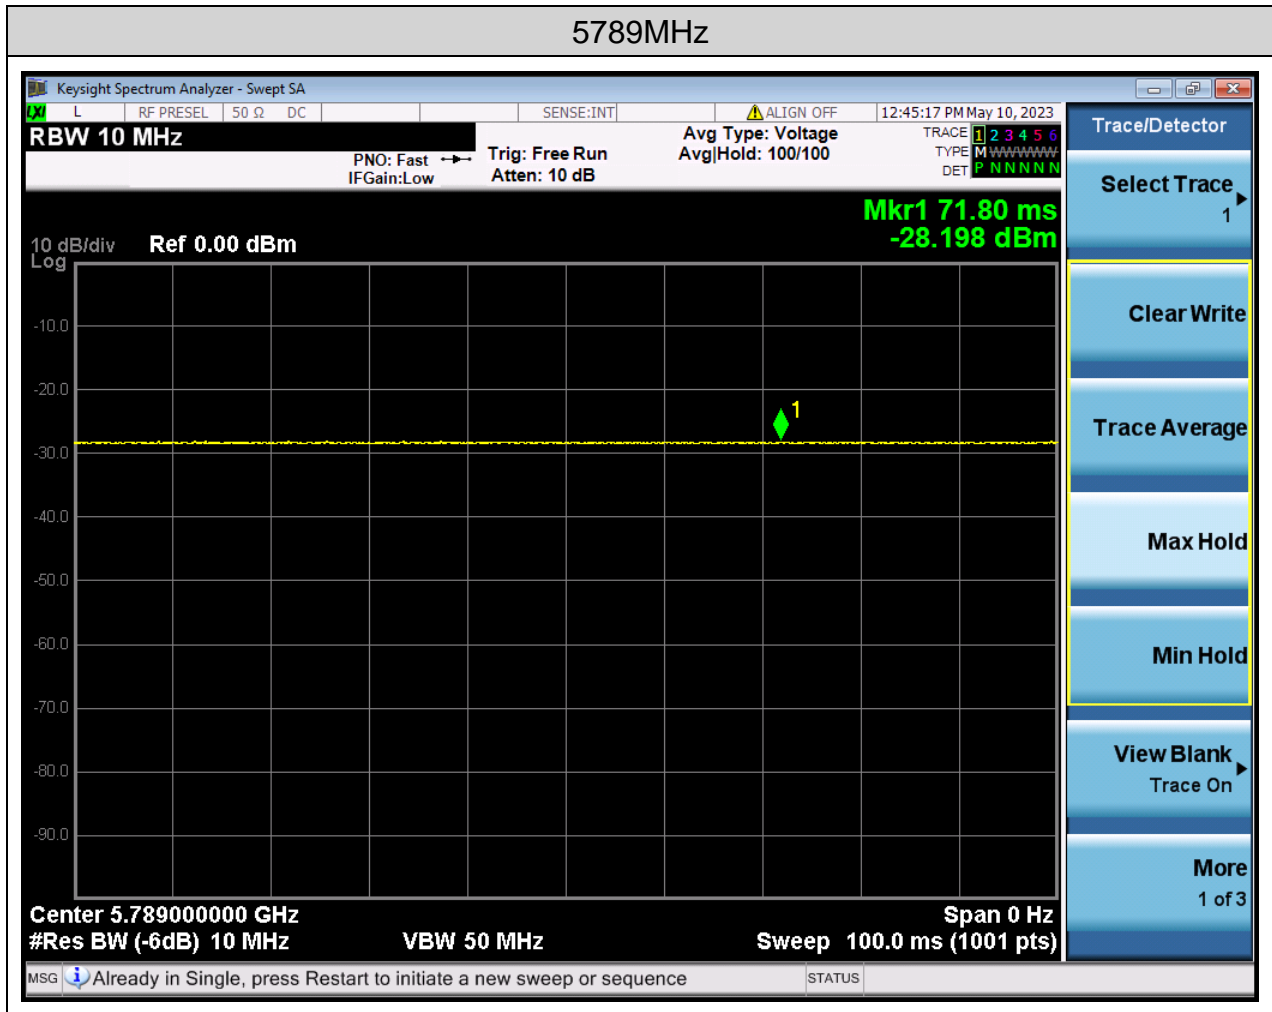 5789MHz
Keysight Spectrum Analyzer - Swept SA
LXI L RF PRESEL 50 Ω DC SENSE:INT ALIGN OFF 12:45:17 PM May 10, 2023
RBW 10 MHz
PNO: Fast
IFGain:Low
Trig: Free Run
Atten: 10 dB
Avg Type: Voltage
Avg|Hold: 100/100
TRACE 1 2 3 4 5 6
TYPE M WWWWW
DET P N N N N N
Mkr1 71.80 ms
-28.198 dBm
10 dB/div Ref 0.00 dBm
Log
-10.0
-20.0
1
-30.0
-40.0
-50.0
-60.0
-70.0
-80.0
-90.0
Center 5.789000000 GHz Span 0 Hz
#Res BW (-6dB) 10 MHz VBW 50 MHz Sweep 100.0 ms (1001 pts)
MSG Already in Single, press Restart to initiate a new sweep or sequence STATUS
Trace/Detector
Select Trace
1
Clear Write
Trace Average
Max Hold
Min Hold
View Blank
Trace On
More
1 of 3